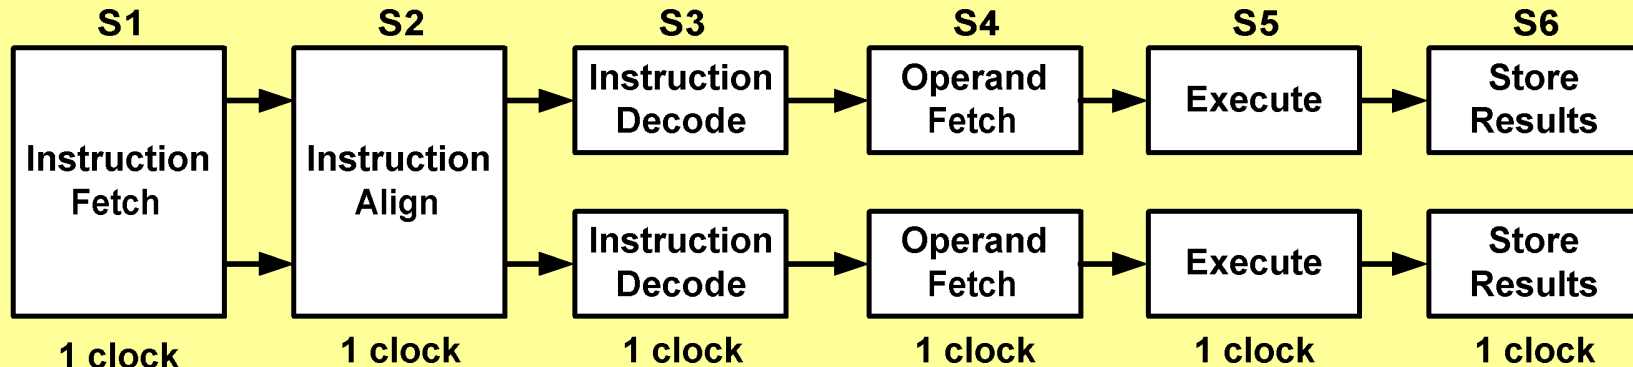 S1 S2 S3 S4 S5 S6
Instruction Fetch
Instruction Align
Instruction Decode
Operand Fetch
Execute
Store Results
Instruction Decode
Operand Fetch
Execute
Store Results
1 clock 1 clock 1 clock 1 clock 1 clock 1 clock